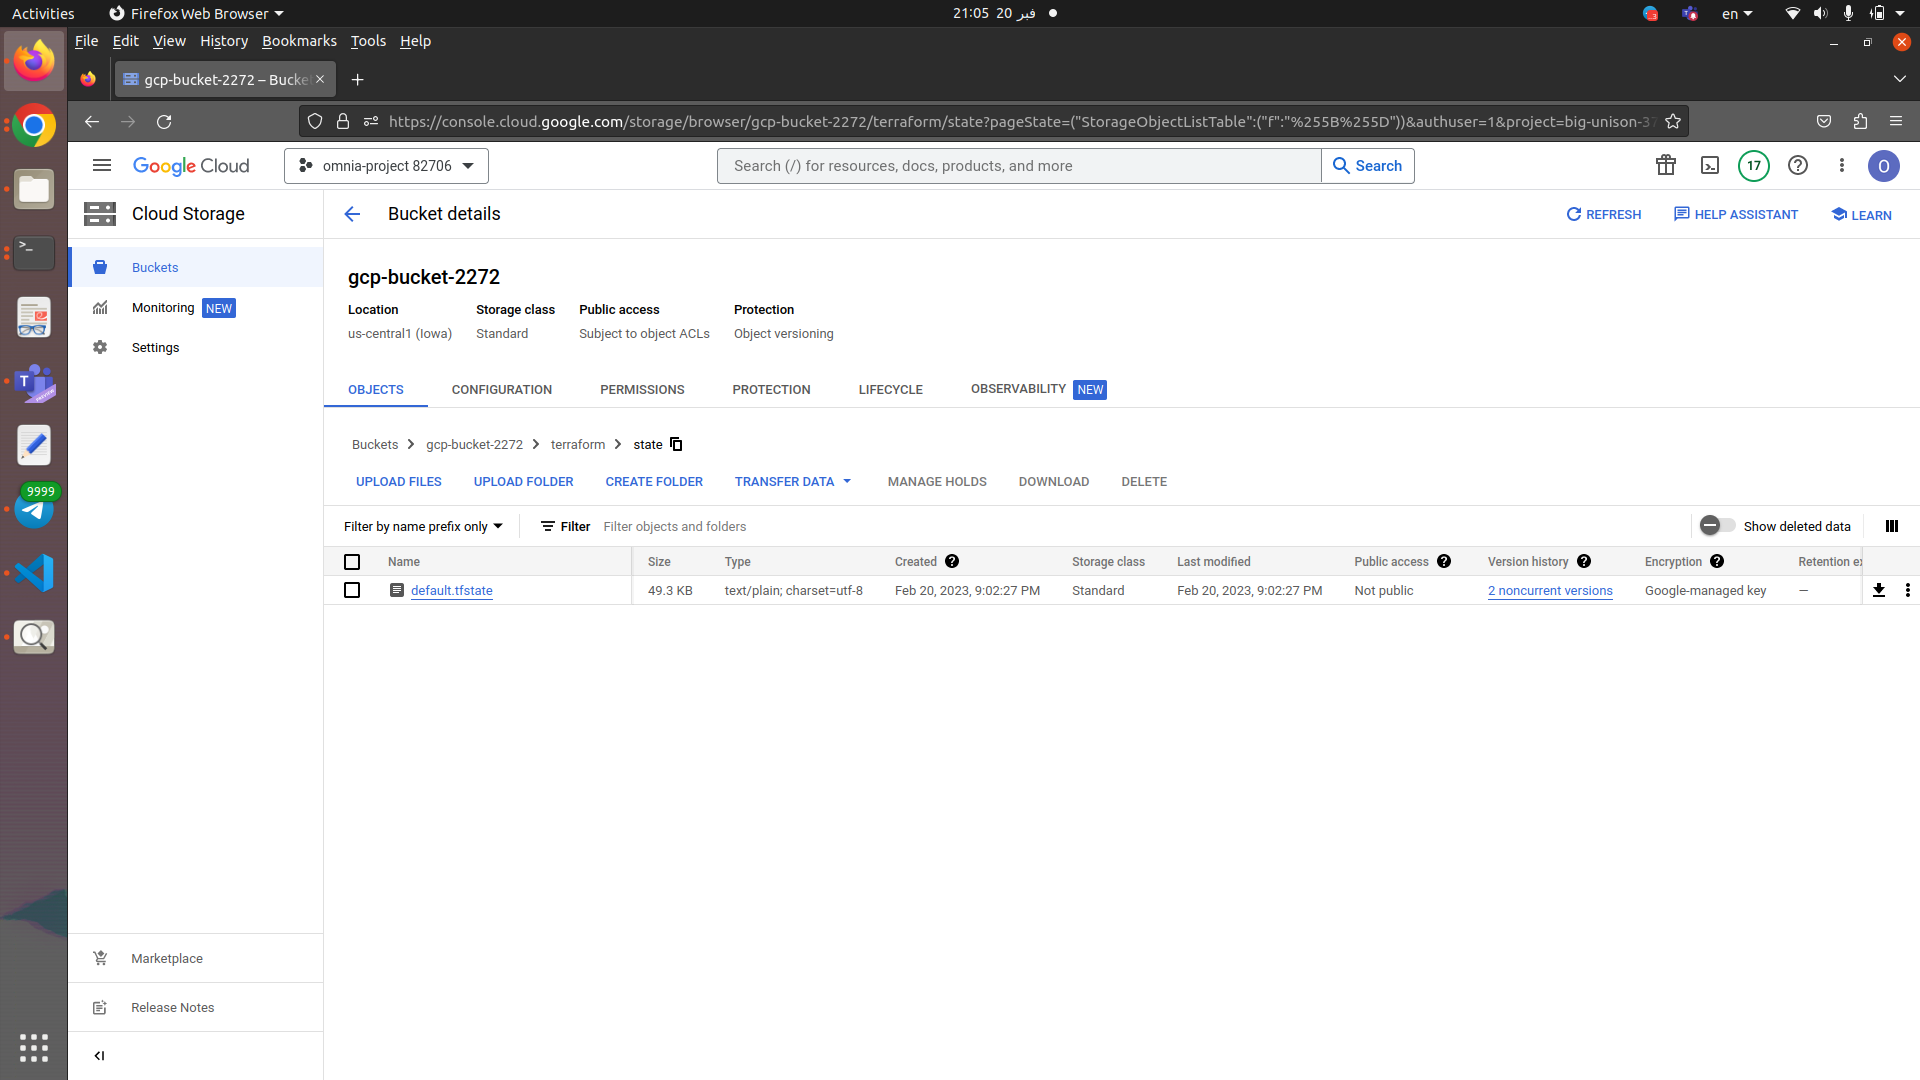 Activities
Firefox Web Browser
21:05 20 فبر
en
File Edit View History Bookmarks Tools Help
gcp-bucket-2272 – Bucke
https://console.cloud.google.com/storage/browser/gcp-bucket-2272/terraform/state?pageState=("StorageObjectListTable":("f":"%255B%255D"))&authuser=1&project=big-unison-37
Google Cloud
omnia-project 82706
Search (/) for resources, docs, products, and more
Search
17
O
Cloud Storage
Bucket details
REFRESH
HELP ASSISTANT
LEARN
Buckets
Monitoring NEW
Settings
gcp-bucket-2272
Location Storage class Public access Protection
us-central1 (Iowa) Standard Subject to object ACLs Object versioning
OBJECTS CONFIGURATION PERMISSIONS PROTECTION LIFECYCLE OBSERVABILITY NEW
Buckets > gcp-bucket-2272 > terraform > state
UPLOAD FILES UPLOAD FOLDER CREATE FOLDER TRANSFER DATA MANAGE HOLDS DOWNLOAD DELETE
Filter by name prefix only Filter Filter objects and folders Show deleted data
Name Size Type Created Storage class Last modified Public access Version history Encryption Retention ex
default.tfstate 49.3 KB text/plain; charset=utf-8 Feb 20, 2023, 9:02:27 PM Standard Feb 20, 2023, 9:02:27 PM Not public 2 noncurrent versions Google-managed key —
9999
Marketplace
Release Notes